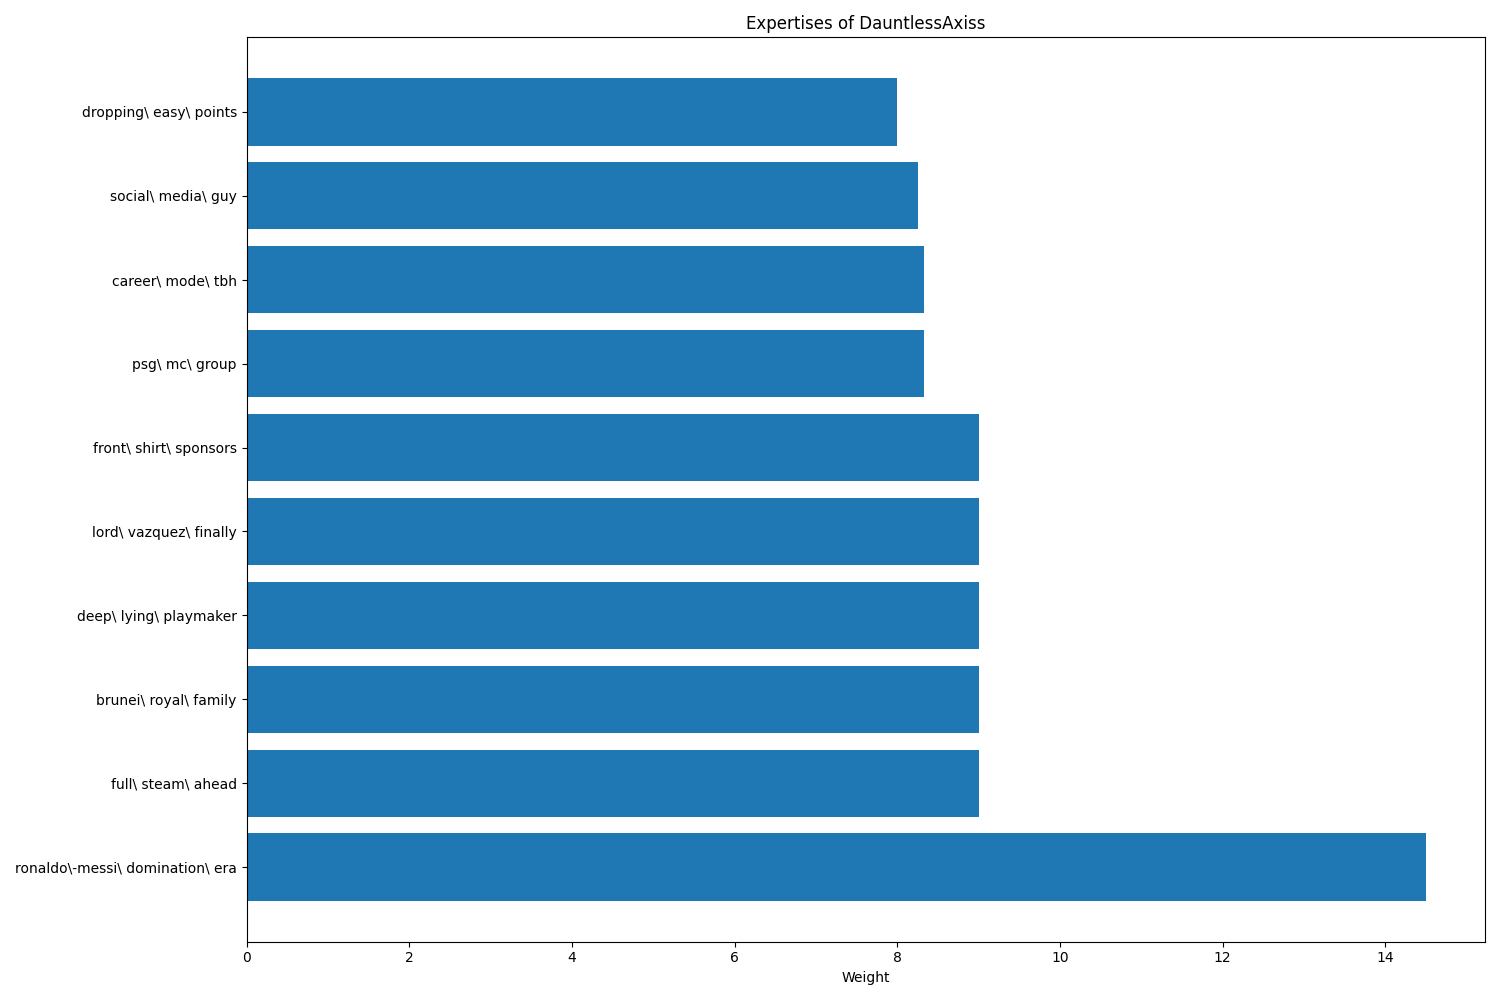 Expertises of DauntlessAxiss
dropping\ easy\ points
social\ media\ guy
career\ mode\ tbh
psg\ mc\ group
front\ shirt\ sponsors
lord\ vazquez\ finally
deep\ lying\ playmaker
brunei\ royal\ family
full\ steam\ ahead
ronaldo\-messi\ domination\ era
0 2 4 6 8 10 12 14
Weight